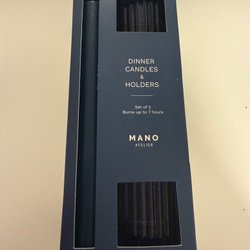 DINNER
CANDLES
&
HOLDERS
Set of 2
Burns up to 7 hours
MANO
ATELIER